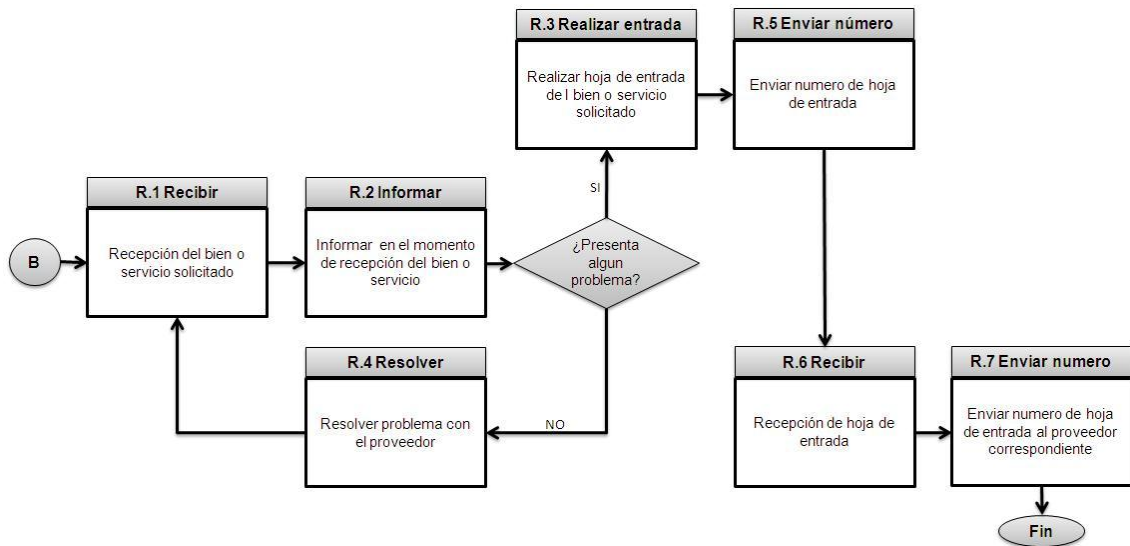 R.3 Realizar entrada
Realizar hoja de entrada
de l bien o servicio
solicitado
R.5 Enviar número
Enviar numero de hoja
de entrada
SI
R.1 Recibir
Recepción del bien o
servicio solicitado
R.2 Informar
Informar en el momento
de recepción del bien o
servicio
B
¿Presenta
algun
problema?
R.4 Resolver
Resolver problema con
el proveedor
NO
R.6 Recibir
Recepción de hoja de
entrada
R.7 Enviar numero
Enviar numero de hoja
de entrada al proveedor
correspondiente
Fin